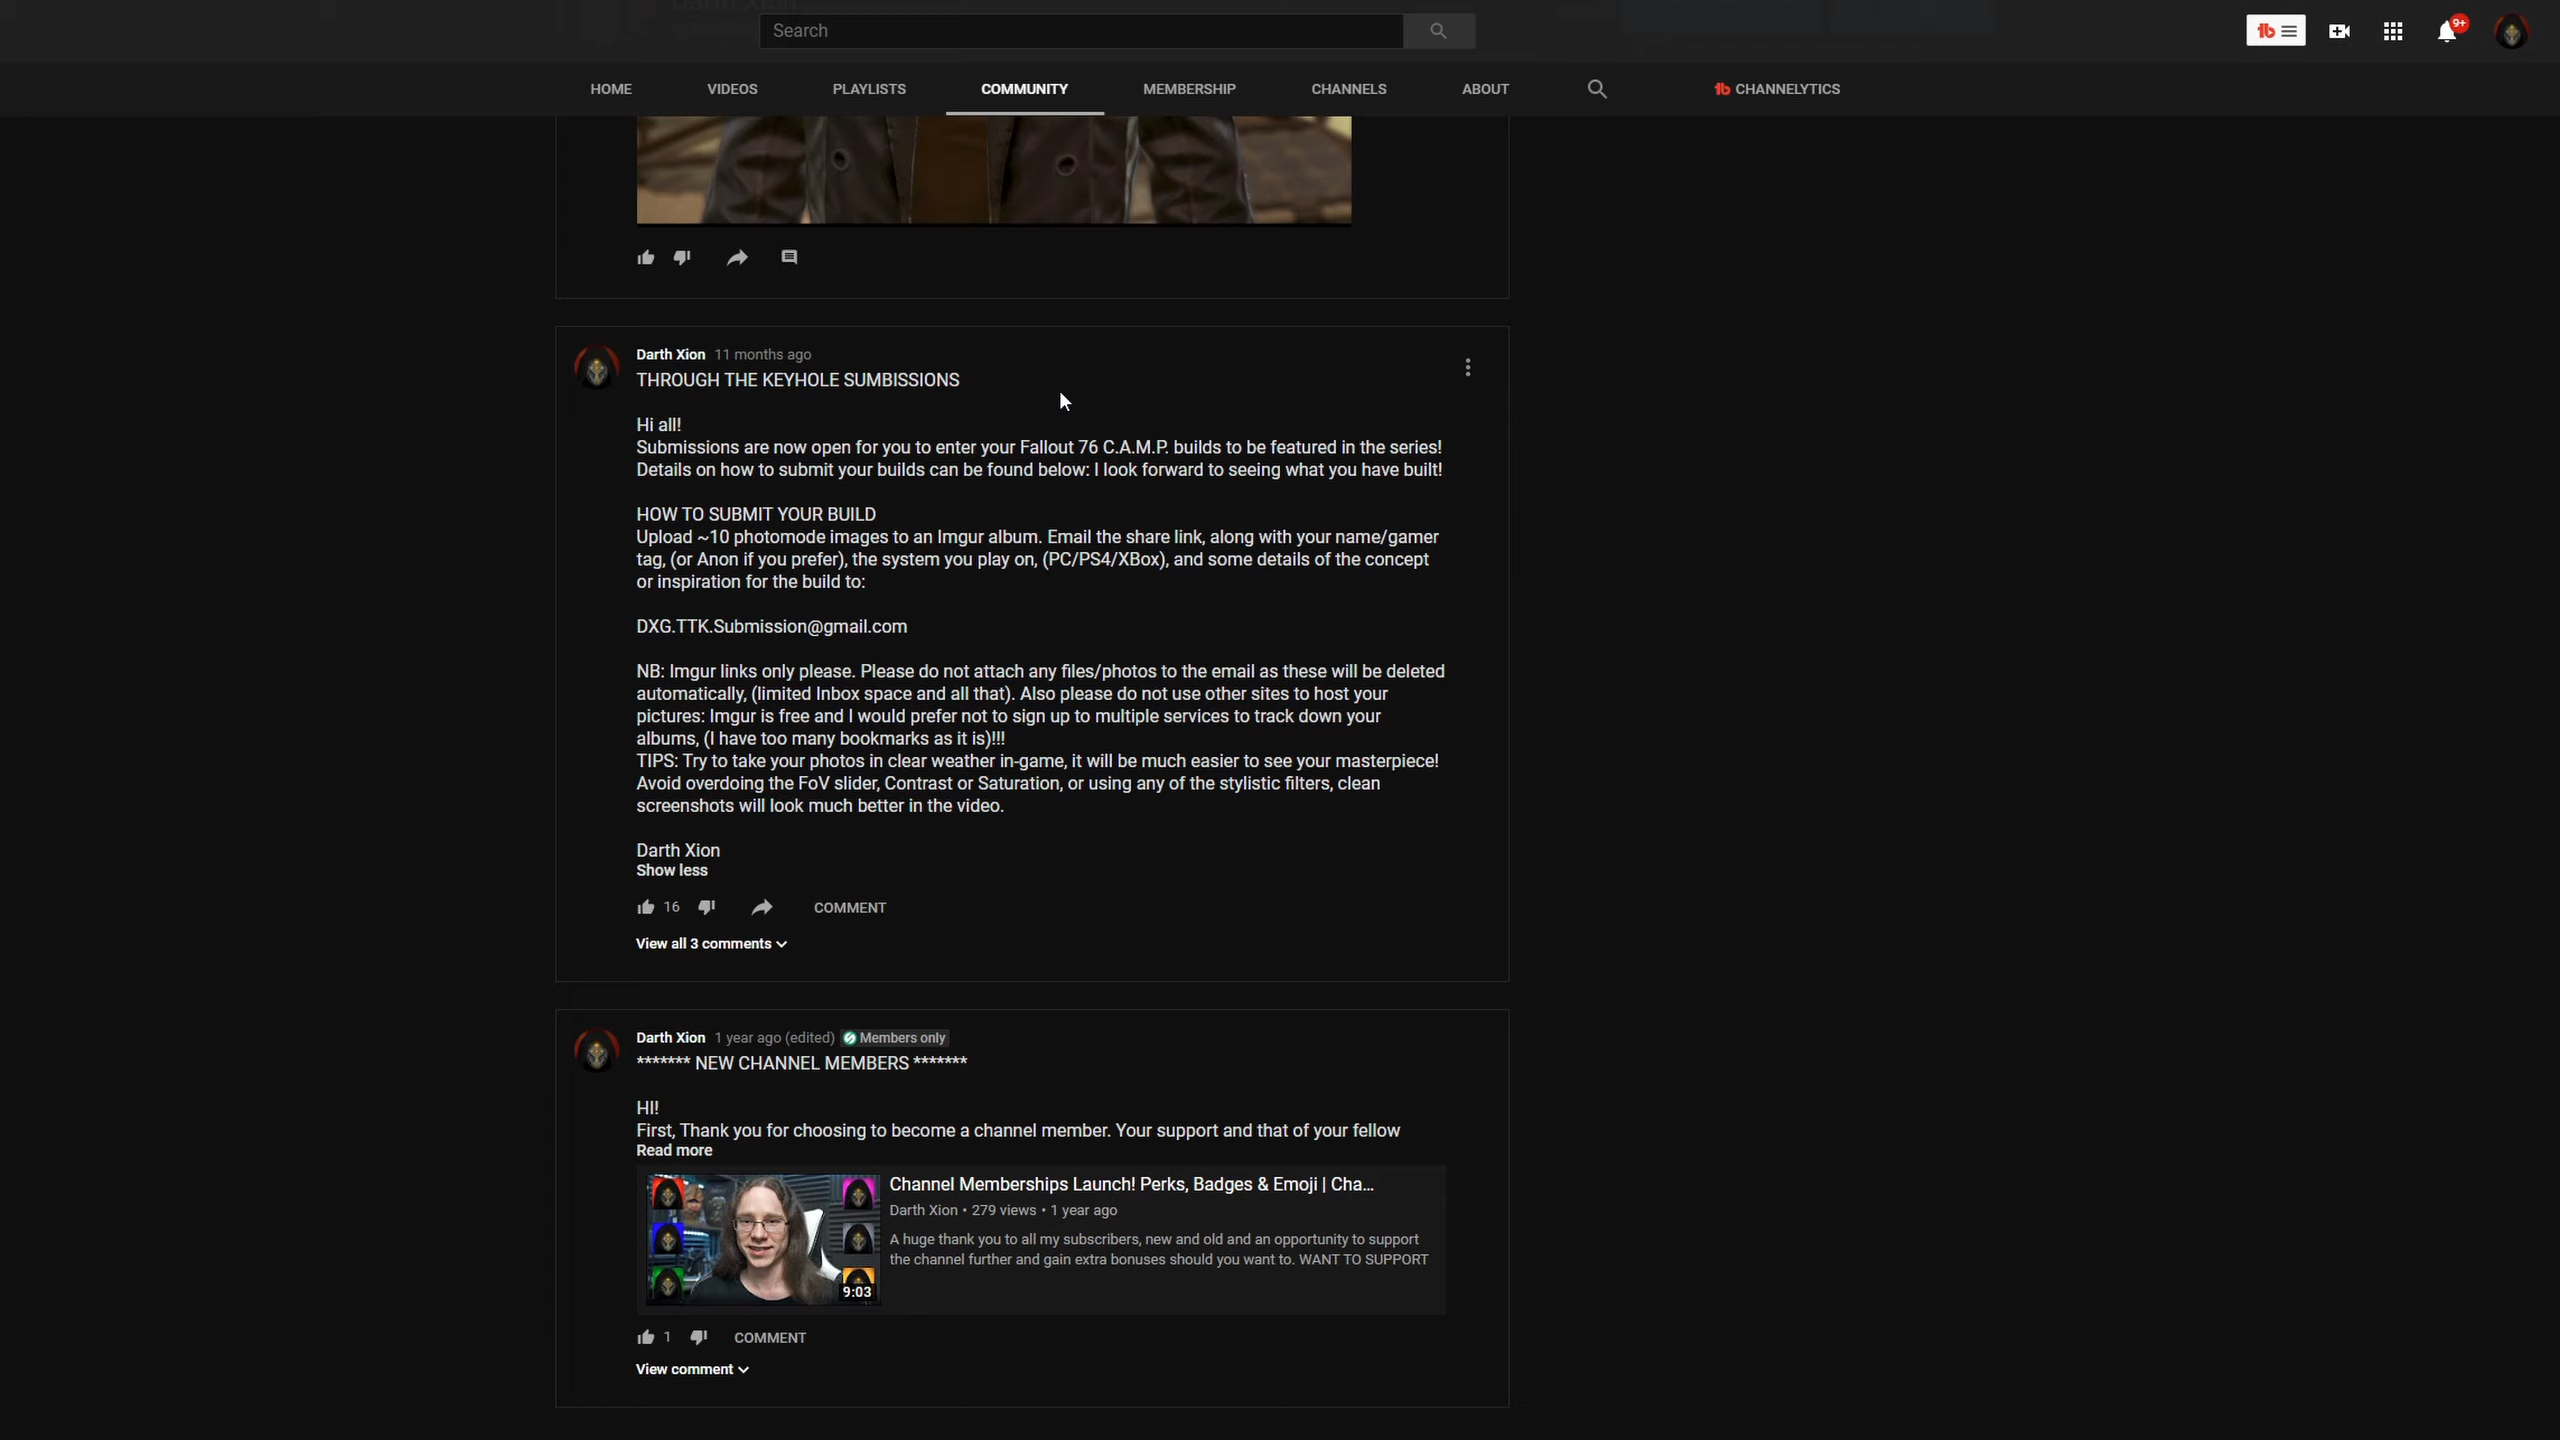 Search
9+
HOME VIDEOS PLAYLISTS COMMUNITY MEMBERSHIP CHANNELS ABOUT CHANNELYTICS
Darth Xion 11 months ago
THROUGH THE KEYHOLE SUMBISSIONS
Hi all!
Submissions are now open for you to enter your Fallout 76 C.A.M.P. builds to be featured in the series!
Details on how to submit your builds can be found below: I look forward to seeing what you have built!
HOW TO SUBMIT YOUR BUILD
Upload ~10 photomode images to an Imgur album. Email the share link, along with your name/gamer
tag, (or Anon if you prefer), the system you play on, (PC/PS4/XBox), and some details of the concept
or inspiration for the build to:
DXG.TTK.Submission@gmail.com
NB: Imgur links only please. Please do not attach any files/photos to the email as these will be deleted
automatically, (limited Inbox space and all that). Also please do not use other sites to host your
pictures: Imgur is free and I would prefer not to sign up to multiple services to track down your
albums, (I have too many bookmarks as it is)!!!
TIPS: Try to take your photos in clear weather in-game, it will be much easier to see your masterpiece!
Avoid overdoing the FoV slider, Contrast or Saturation, or using any of the stylistic filters, clean
screenshots will look much better in the video.
Darth Xion
Show less
16 COMMENT
View all 3 comments
Darth Xion 1 year ago (edited) Members only
******* NEW CHANNEL MEMBERS *******
HI!
First, Thank you for choosing to become a channel member. Your support and that of your fellow
Read more
Channel Memberships Launch! Perks, Badges & Emoji | Cha...
Darth Xion • 279 views • 1 year ago
A huge thank you to all my subscribers, new and old and an opportunity to support
the channel further and gain extra bonuses should you want to. WANT TO SUPPORT
9:03
1 COMMENT
View comment